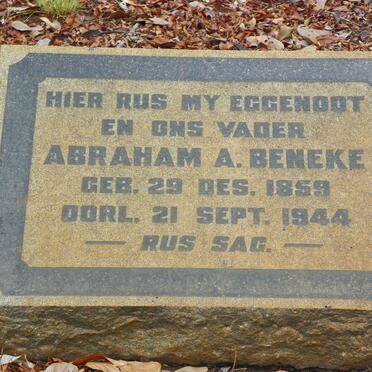 HIER RUS MY EGGENOOT
EN ONS VADER
ABRAHAM A. BENEKE
GEB. 29 DES. 1859
OORL. 21 SEPT. 1944
— RUS SAG. —